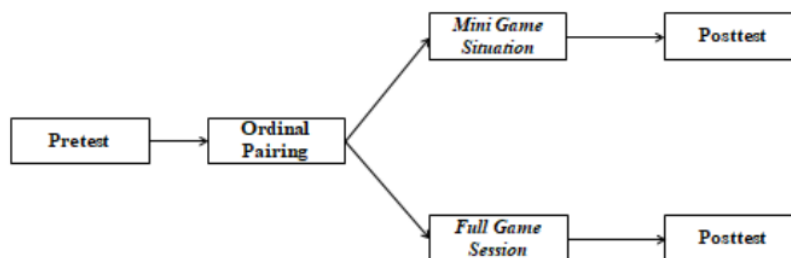 Mini Game
Situation
Posttest
Pretest
Ordinal
Pairing
Full Game
Session
Posttest